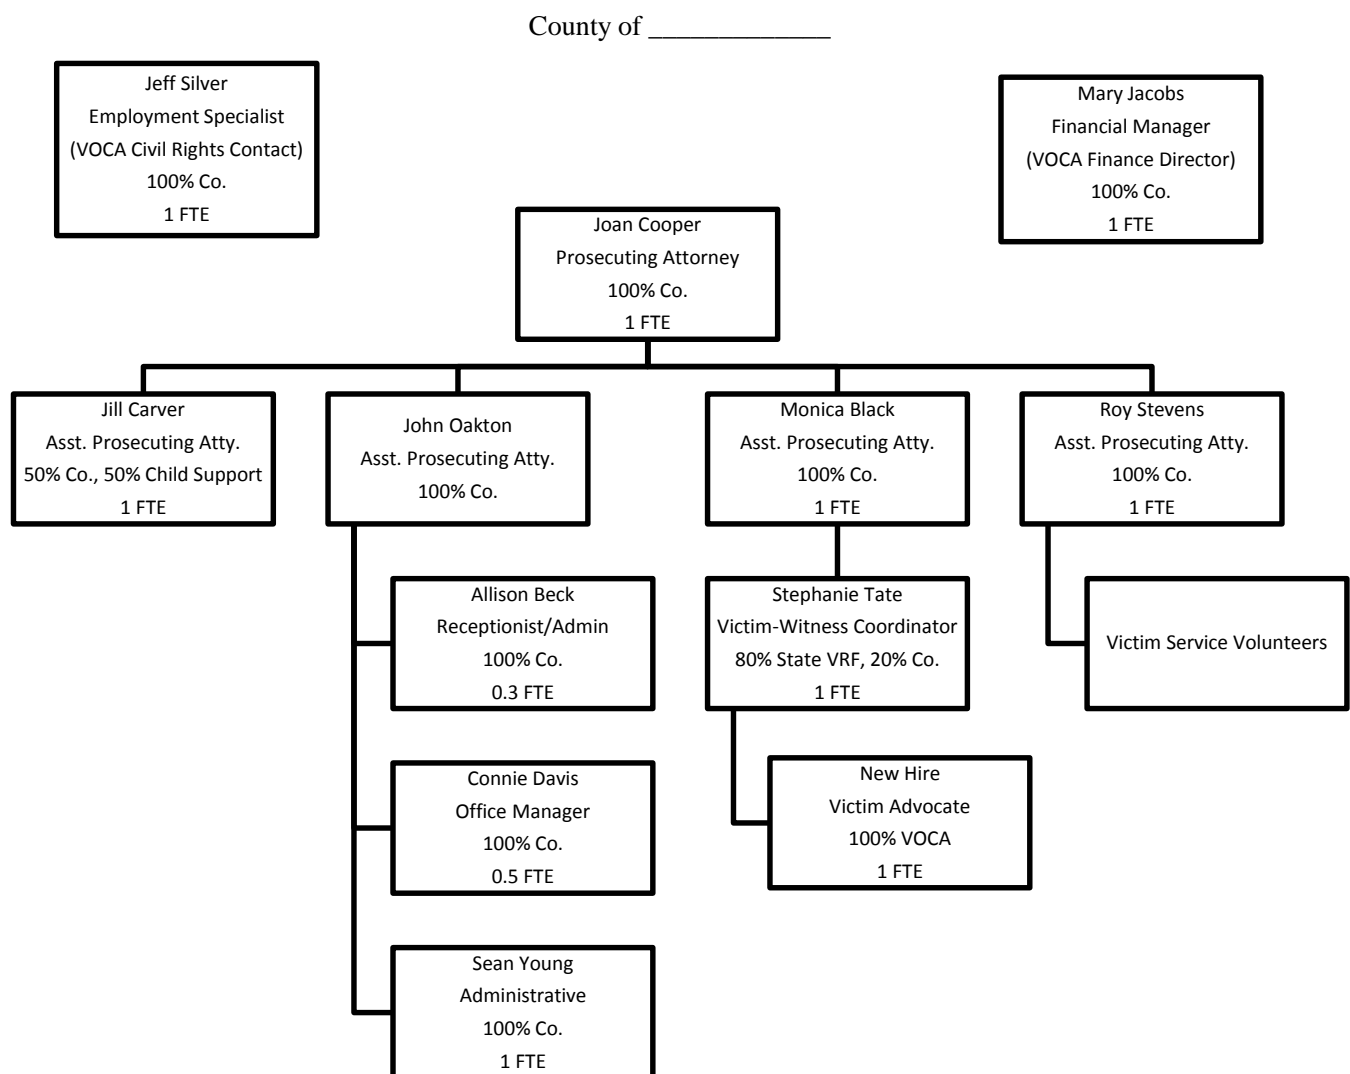 County of _____________
Jeff Silver
Employment Specialist
(VOCA Civil Rights Contact)
100% Co.
1 FTE
Mary Jacobs
Financial Manager
(VOCA Finance Director)
100% Co.
1 FTE
Joan Cooper
Prosecuting Attorney
100% Co.
1 FTE
Jill Carver
Asst. Prosecuting Atty.
50% Co., 50% Child Support
1 FTE
John Oakton
Asst. Prosecuting Atty.
100% Co.
Monica Black
Asst. Prosecuting Atty.
100% Co.
1 FTE
Roy Stevens
Asst. Prosecuting Atty.
100% Co.
1 FTE
Allison Beck
Receptionist/Admin
100% Co.
0.3 FTE
Stephanie Tate
Victim-Witness Coordinator
80% State VRF, 20% Co.
1 FTE
Victim Service Volunteers
Connie Davis
Office Manager
100% Co.
0.5 FTE
New Hire
Victim Advocate
100% VOCA
1 FTE
Sean Young
Administrative
100% Co.
1 FTE